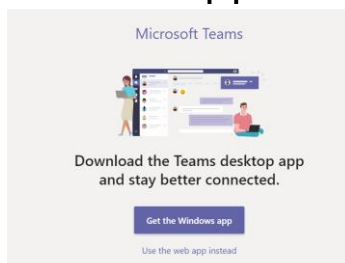 Microsoft Teams
Download the Teams desktop app
and stay better connected.
Get the Windows app
Use the web app instead